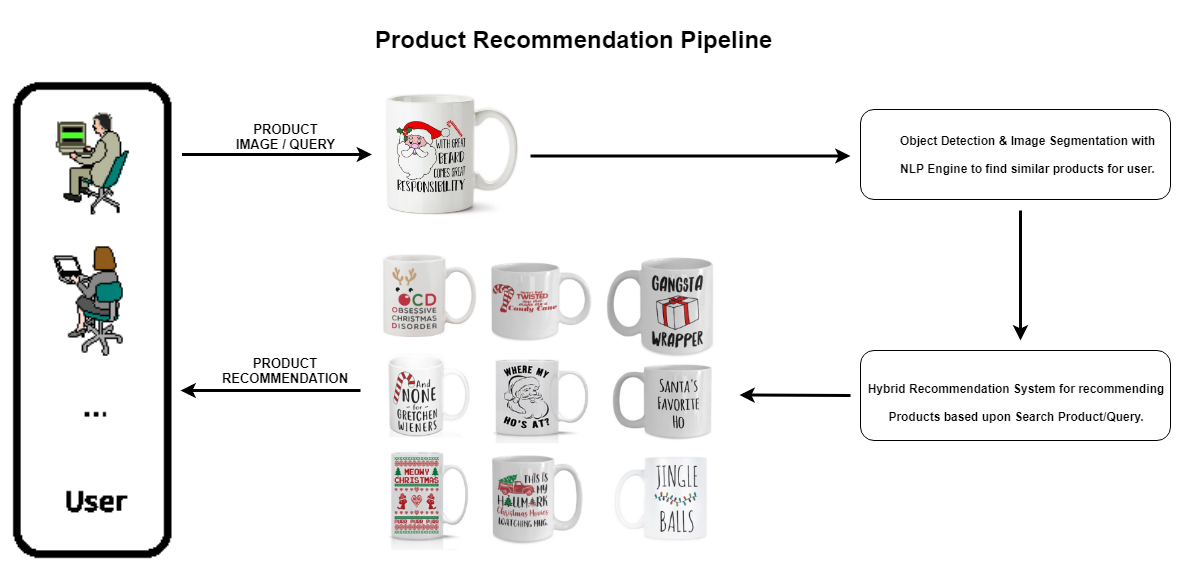 Product Recommendation Pipeline
PRODUCT
IMAGE / QUERY
WITH GREAT
BEARD
COMES GREAT
RESPONSIBILITY
Object Detection & Image Segmentation with
NLP Engine to find similar products for user.
OCD
OBSESSIVE
CHRISTMAS
DISORDER
TWISTED
Candy Cane
GANGSTA
WRAPPER
PRODUCT
RECOMMENDATION
And
NONE
- for -
GRETCHEN
WIENERS
WHERE MY
HO'S AT?
SANTA'S
FAVORITE
HO
Hybrid Recommendation System for recommending
Products based upon Search Product/Query.
...
MEOWY
CHRISTMAS
PURR PURR PURR
THIS IS
MY
HALLMARK
Christmas Movies
WATCHING MUG.
JINGLE
BALLS
User